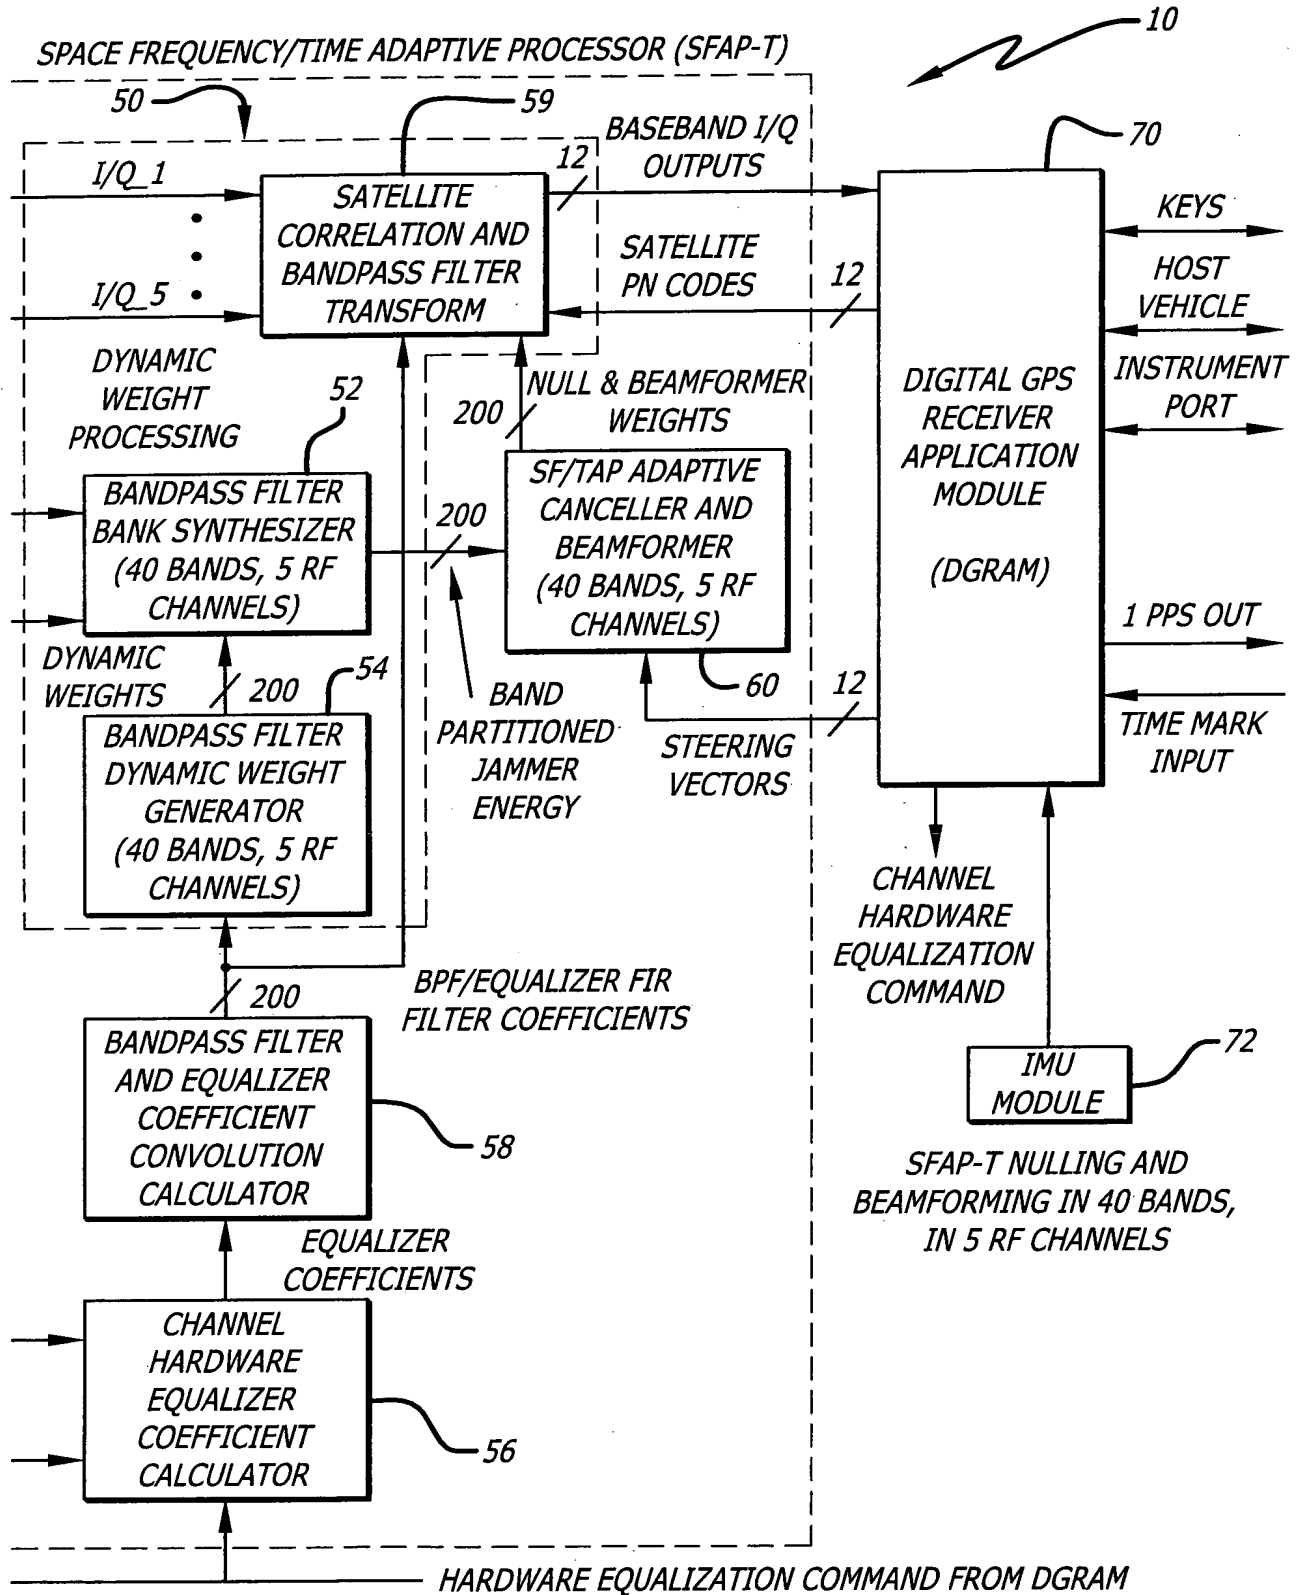 SPACE FREQUENCY/TIME ADAPTIVE PROCESSOR (SFAP-T)
10
50
59
BASEBAND I/Q
OUTPUTS
12
70
I/Q_1
I/Q_5
SATELLITE
CORRELATION AND
BANDPASS FILTER
TRANSFORM
SATELLITE
PN CODES
12
KEYS
HOST
VEHICLE
INSTRUMENT
PORT
DYNAMIC
WEIGHT
PROCESSING
52
200
NULL & BEAMFORMER
WEIGHTS
DIGITAL GPS
RECEIVER
APPLICATION
MODULE
(DGRAM)
BANDPASS FILTER
BANK SYNTHESIZER
(40 BANDS, 5 RF
CHANNELS)
200
SF/TAP ADAPTIVE
CANCELLER AND
BEAMFORMER
(40 BANDS, 5 RF
CHANNELS)
1 PPS OUT
DYNAMIC
WEIGHTS
200
54
BAND
PARTITIONED
JAMMER
ENERGY
60
12
STEERING
VECTORS
TIME MARK
INPUT
BANDPASS FILTER
DYNAMIC WEIGHT
GENERATOR
(40 BANDS, 5 RF
CHANNELS)
CHANNEL
HARDWARE
EQUALIZATION
COMMAND
200
BPF/EQUALIZER FIR
FILTER COEFFICIENTS
BANDPASS FILTER
AND EQUALIZER
COEFFICIENT
CONVOLUTION
CALCULATOR
58
IMU
MODULE
72
SFAP-T NULLING AND
BEAMFORMING IN 40 BANDS,
IN 5 RF CHANNELS
EQUALIZER
COEFFICIENTS
CHANNEL
HARDWARE
EQUALIZER
COEFFICIENT
CALCULATOR
56
HARDWARE EQUALIZATION COMMAND FROM DGRAM